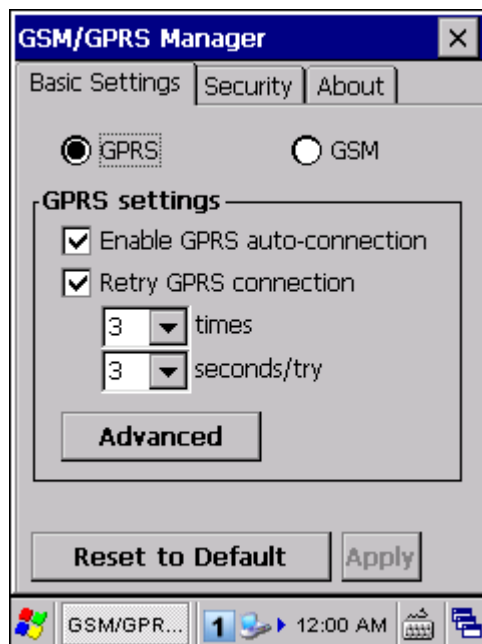 GSM/GPRS Manager
Basic Settings Security About
GPRS GSM
GPRS settings
Enable GPRS auto-connection
Retry GPRS connection
3 times
3 seconds/try
Advanced
Reset to Default Apply
GSM/GPR... 1 12:00 AM